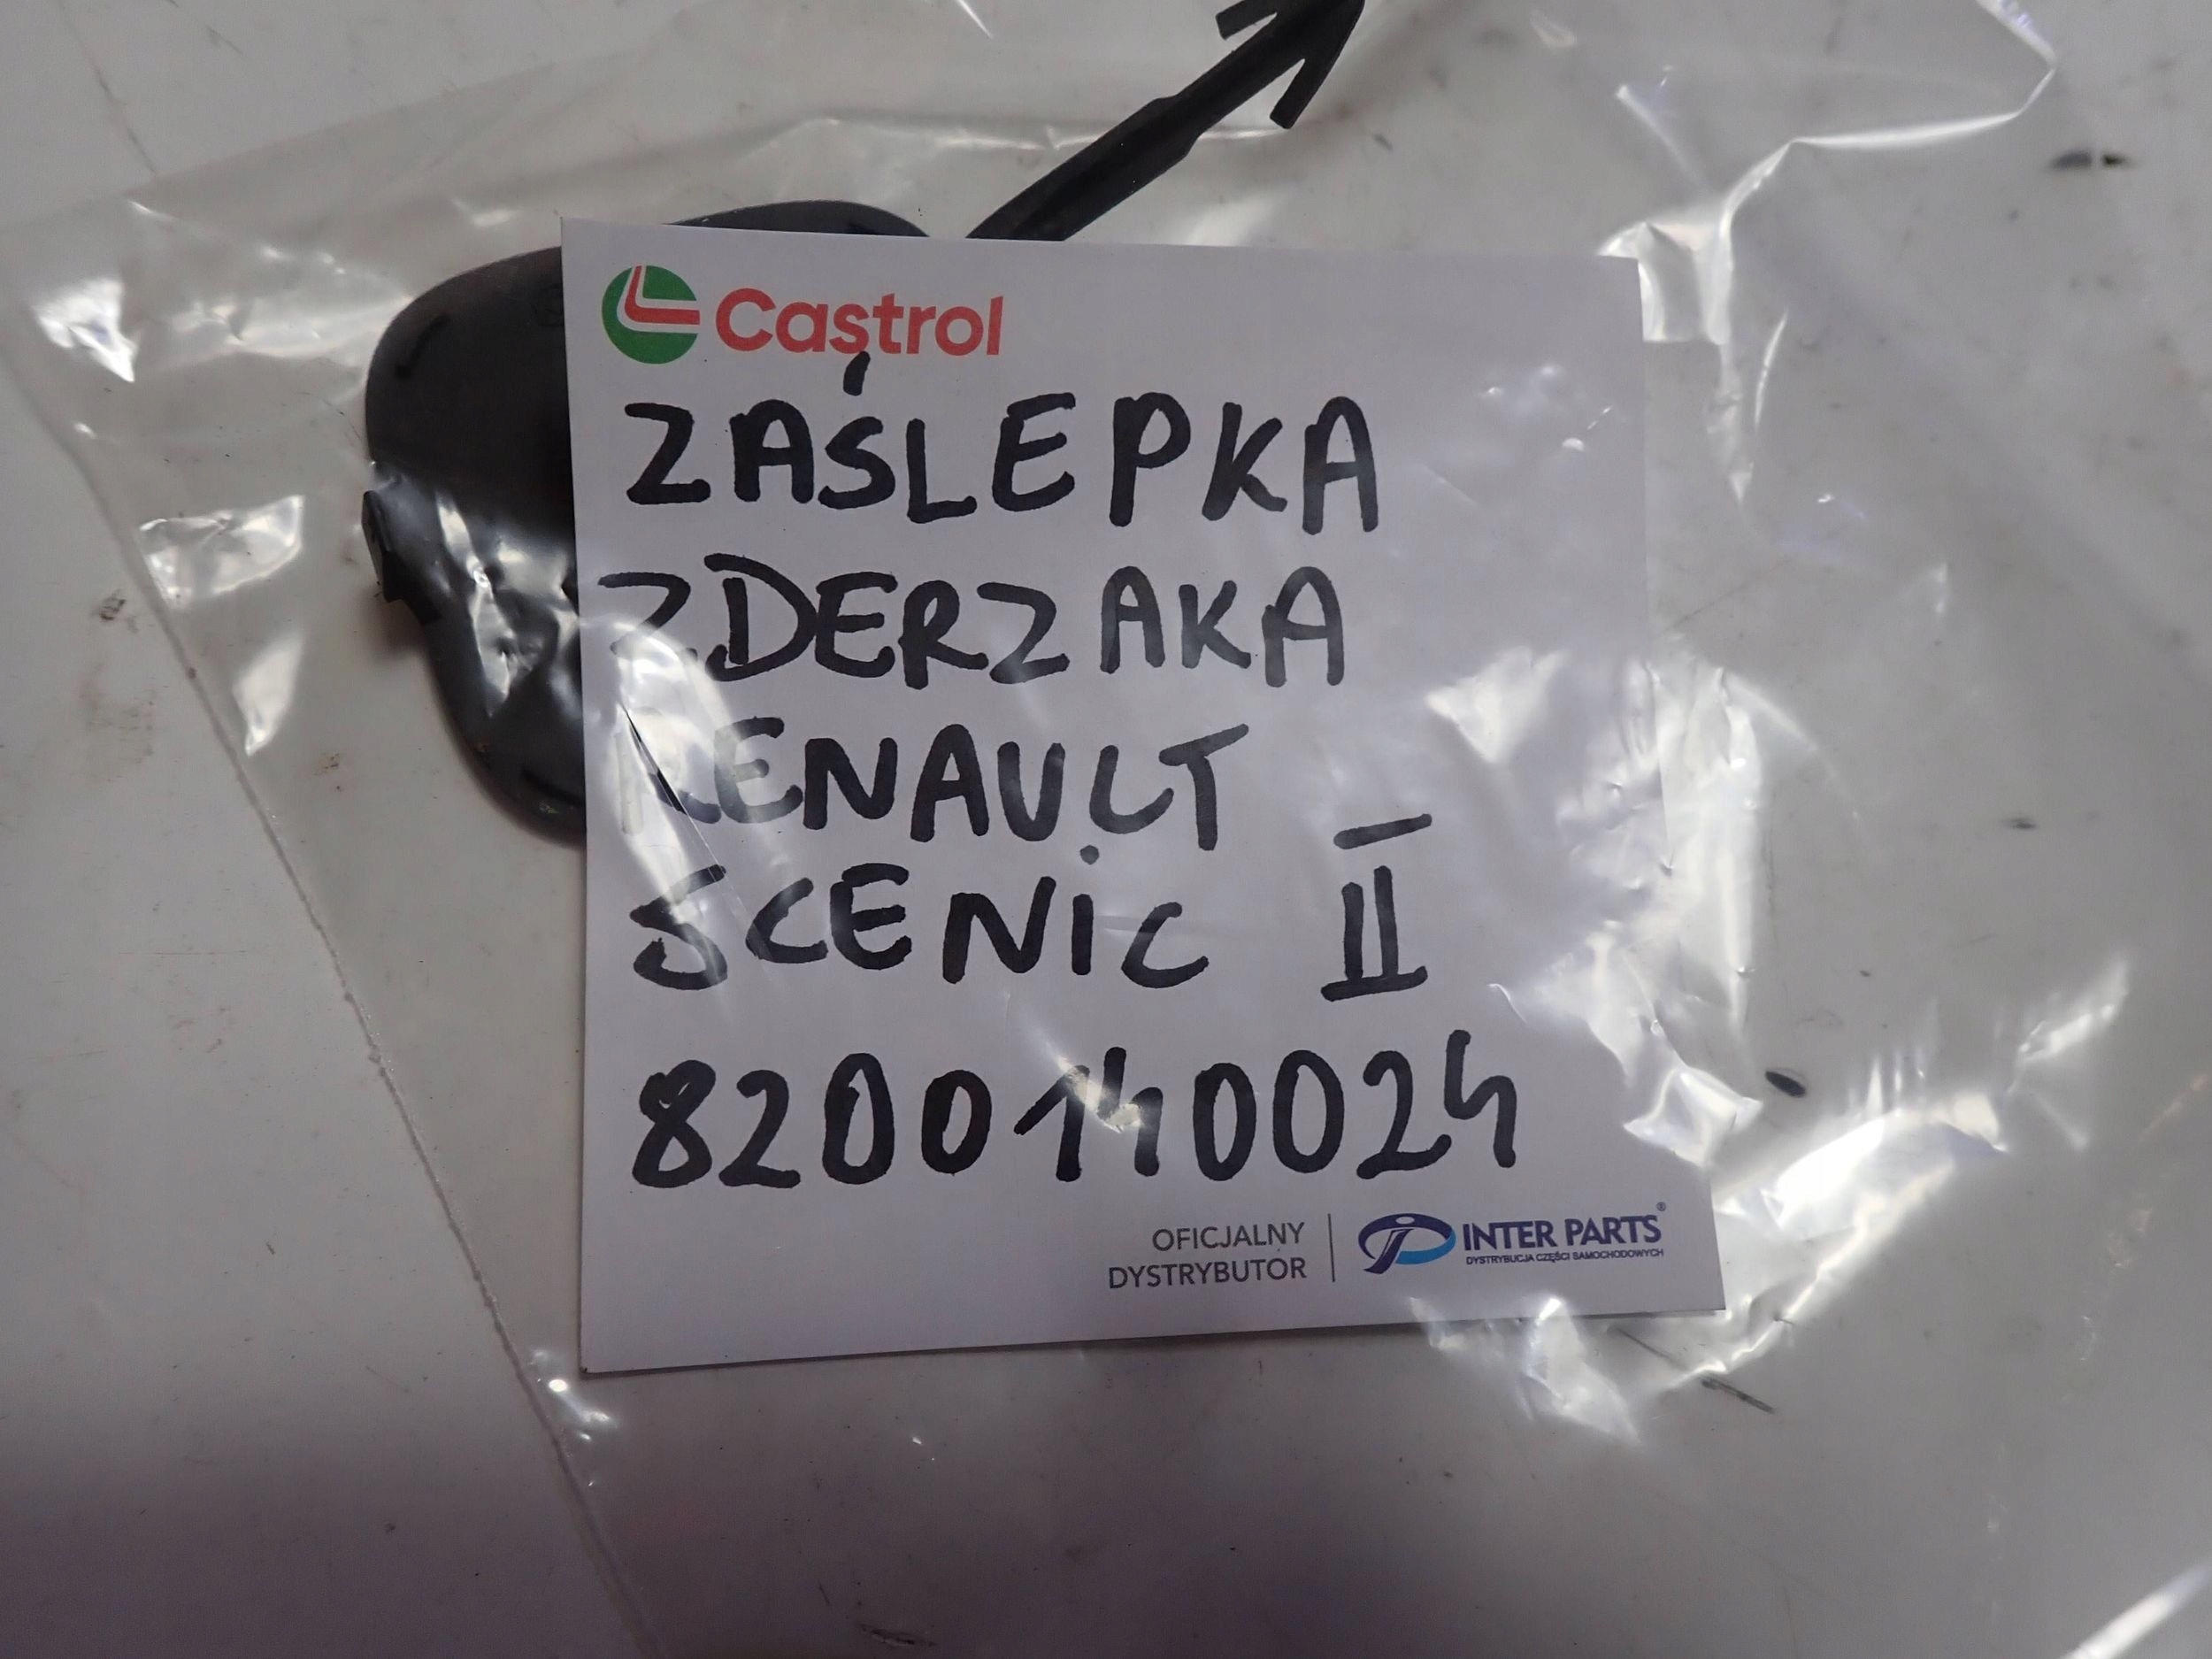 Castrol
ZAŚLEPKA
ZDERZAKA
RENAULT
SCENiC II
8200140024
OFICJALNY
DYSTRYBUTOR
INTER PARTS®
DYSTRYBUCJA CZĘŚCI SAMOCHODOWYCH